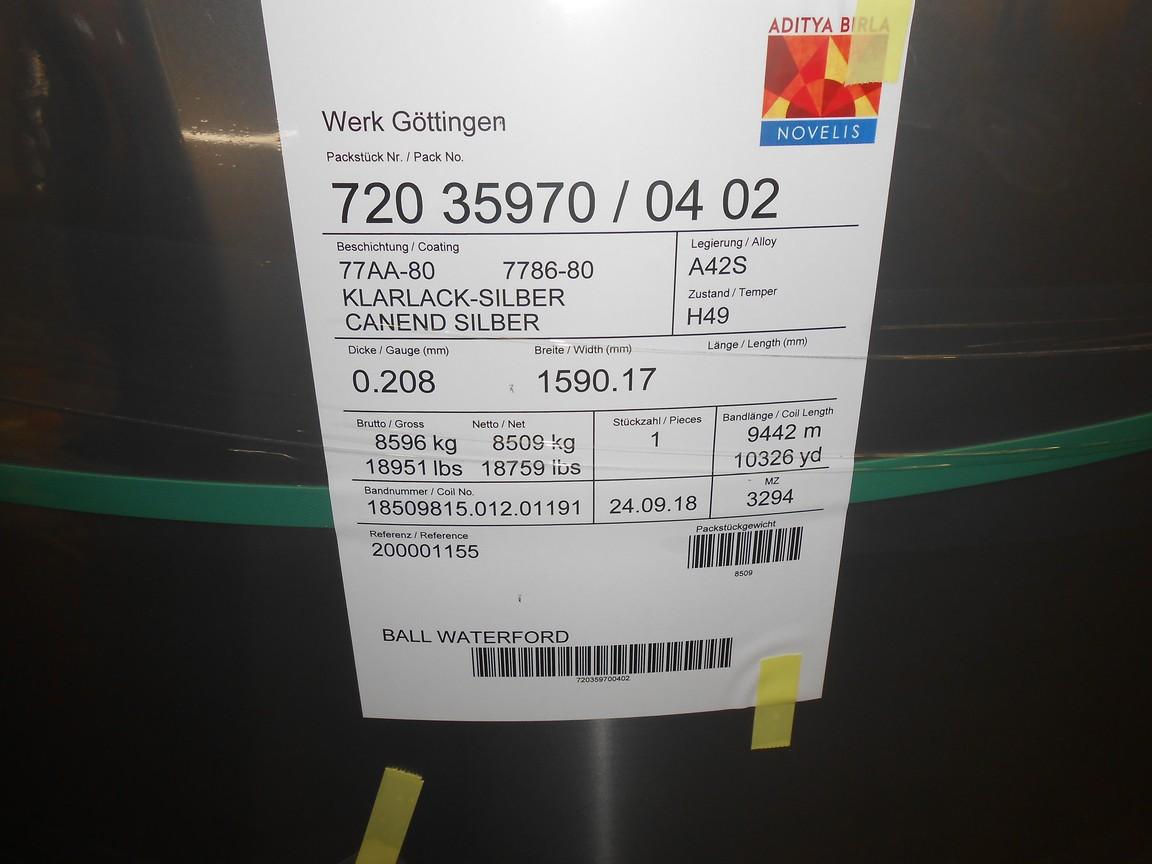 ADITYA BIRLA
NOVELIS
Werk Göttingen
Packstück Nr. / Pack No.
720 35970 / 04 02
Beschichtung / Coating
77AA-80 7786-80
KLARLACK-SILBER
CANEND SILBER
Legierung / Alloy
A42S
Zustand / Temper
H49
Dicke / Gauge (mm) Breite / Width (mm) Länge / Length (mm)
0.208 1590.17
Brutto / Gross Netto / Net
8596 kg 8509 kg
18951 lbs 18759 lbs
Stückzahl / Pieces
1
Bandlänge / Coil Length
9442 m
10326 yd
Bandnummer / Coil No.
18509815.012.01191
24.09.18
MZ
3294
Referenz / Reference
200001155
Packstückgewicht
8509
BALL WATERFORD
720359700402